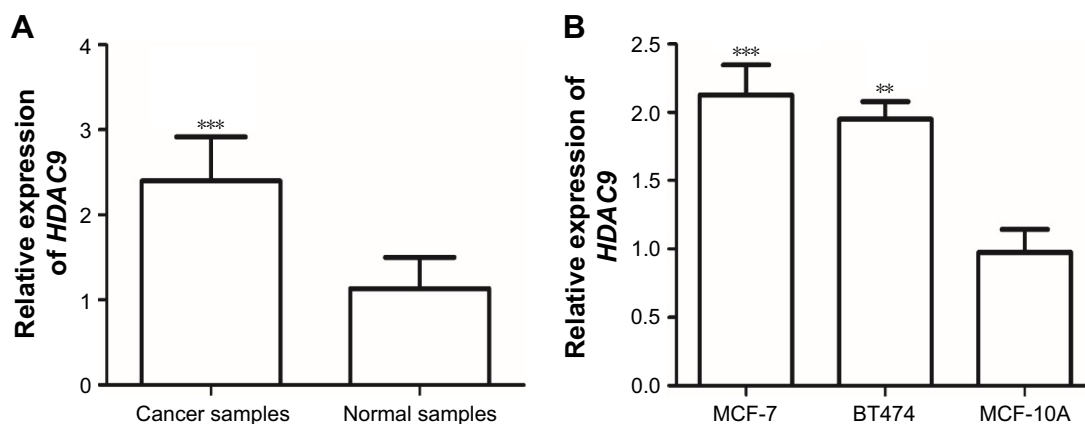 A
Relative expression
of HDAC9
4
3
2
1
0
***
Cancer samples
Normal samples
B
Relative expression of
HDAC9
2.5
2.0
1.5
1.0
0.5
0.0
***
**
MCF-7
BT474
MCF-10A